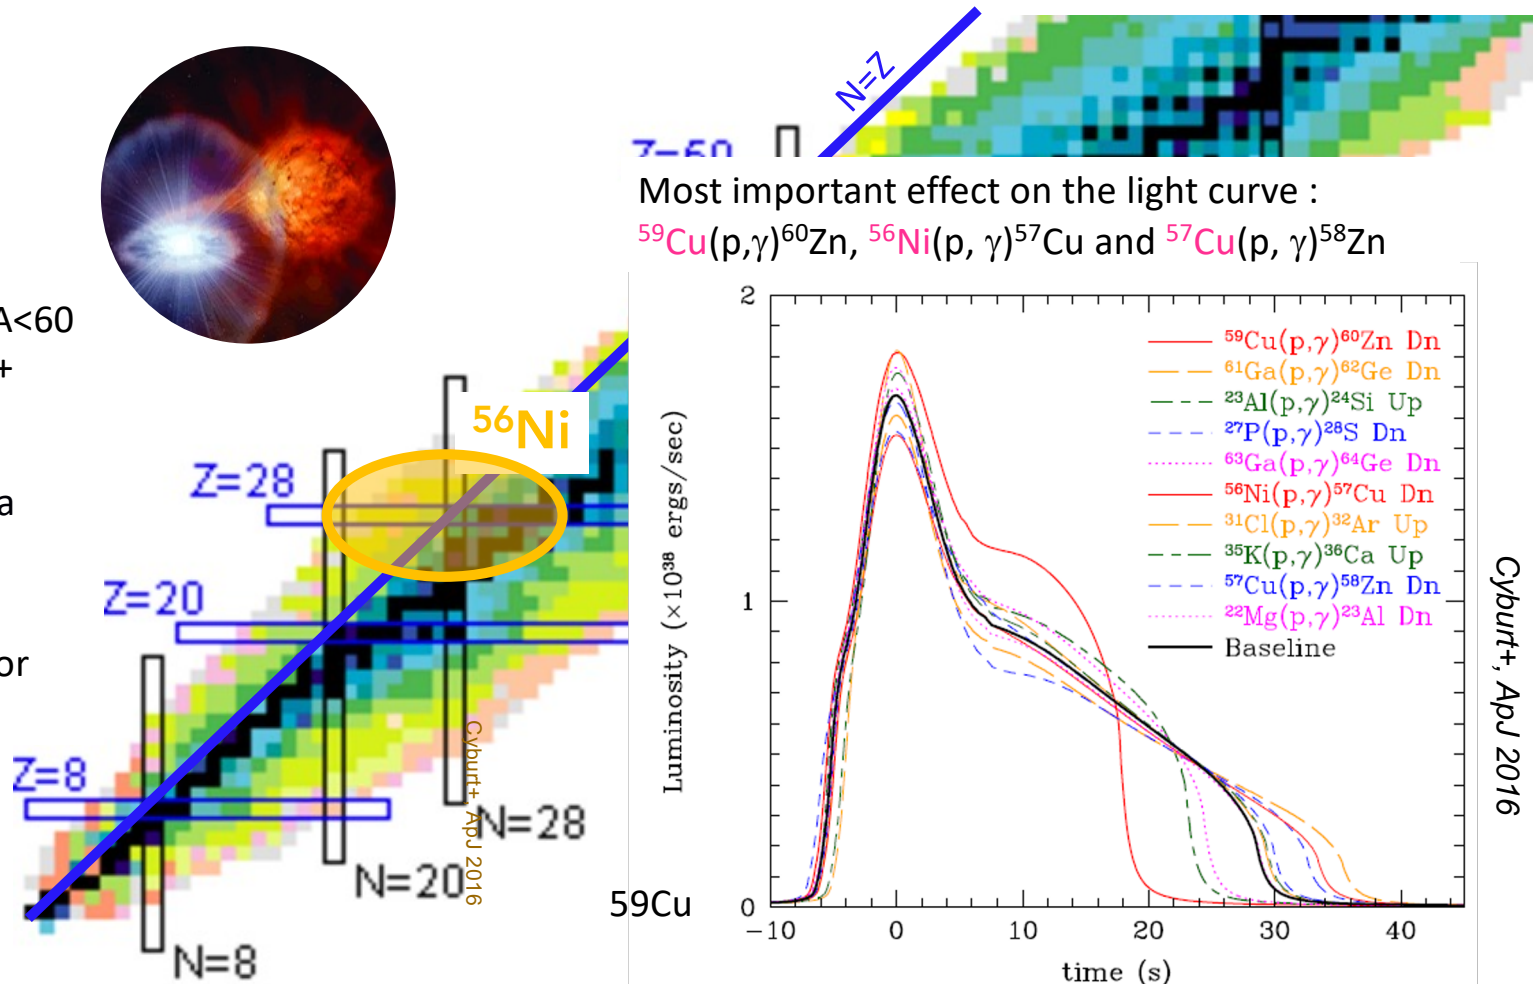 N=Z
Z=60
Most important effect on the light curve :
⁵⁹Cu(p,γ)⁶⁰Zn, ⁵⁶Ni(p, γ)⁵⁷Cu and ⁵⁷Cu(p, γ)⁵⁸Zn
A<60
+
a
or
⁵⁶Ni
Z=28
Z=20
Z=8
N=28
N=20
N=8
Cyburt+, ApJ 2016
59Cu
2
1
0
Luminosity (×10³⁸ ergs/sec)
⁵⁹Cu(p,γ)⁶⁰Zn Dn
⁶¹Ga(p,γ)⁶²Ge Dn
²³Al(p,γ)²⁴Si Up
²⁷P(p,γ)²⁸S Dn
⁶³Ga(p,γ)⁶⁴Ge Dn
⁵⁶Ni(p,γ)⁵⁷Cu Dn
³¹Cl(p,γ)³²Ar Up
³⁵K(p,γ)³⁶Ca Up
⁵⁷Cu(p,γ)⁵⁸Zn Dn
²²Mg(p,γ)²³Al Dn
Baseline
−10 0 10 20 30 40
time (s)
Cyburt+, ApJ 2016